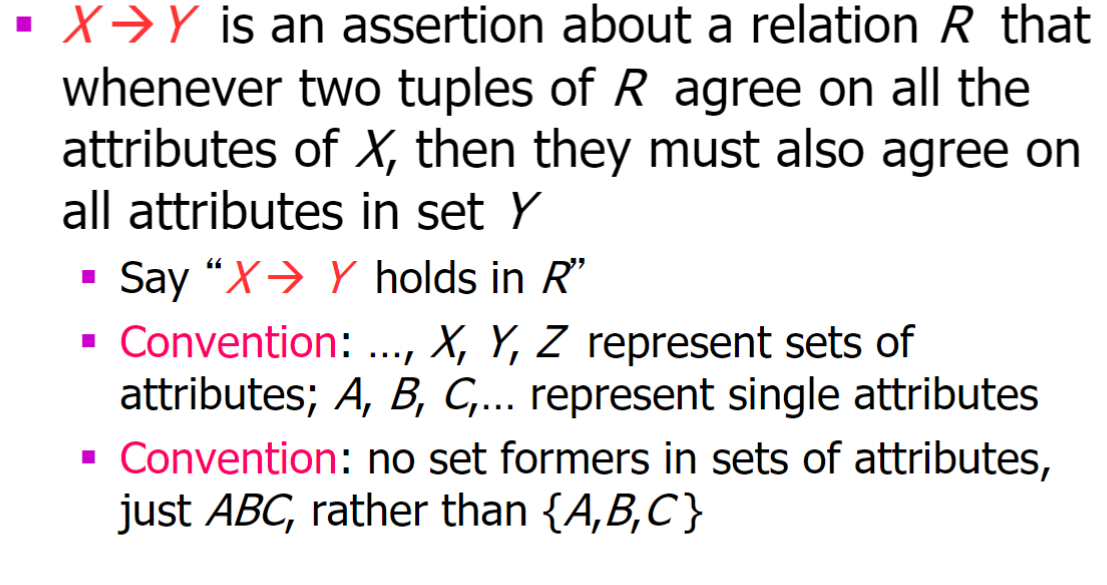 ▪ X → Y is an assertion about a relation R that
whenever two tuples of R agree on all the
attributes of X, then they must also agree on
all attributes in set Y
▪ Say “X → Y holds in R”
▪ Convention: …, X, Y, Z represent sets of
attributes; A, B, C,… represent single attributes
▪ Convention: no set formers in sets of attributes,
just ABC, rather than {A,B,C }